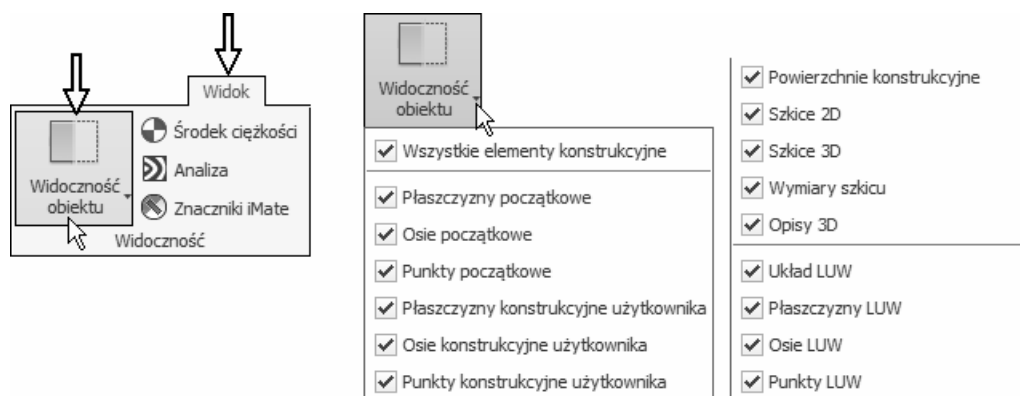 Widok
Widoczność
obiektu
Środek ciężkości
Analiza
Znaczniki iMate
Widoczność
Widoczność
obiektu
Wszystkie elementy konstrukcyjne
Płaszczyzny początkowe
Osie początkowe
Punkty początkowe
Płaszczyzny konstrukcyjne użytkownika
Osie konstrukcyjne użytkownika
Punkty konstrukcyjne użytkownika
Powierzchnie konstrukcyjne
Szkice 2D
Szkice 3D
Wymiary szkicu
Opisy 3D
Układ LUW
Płaszczyzny LUW
Osie LUW
Punkty LUW